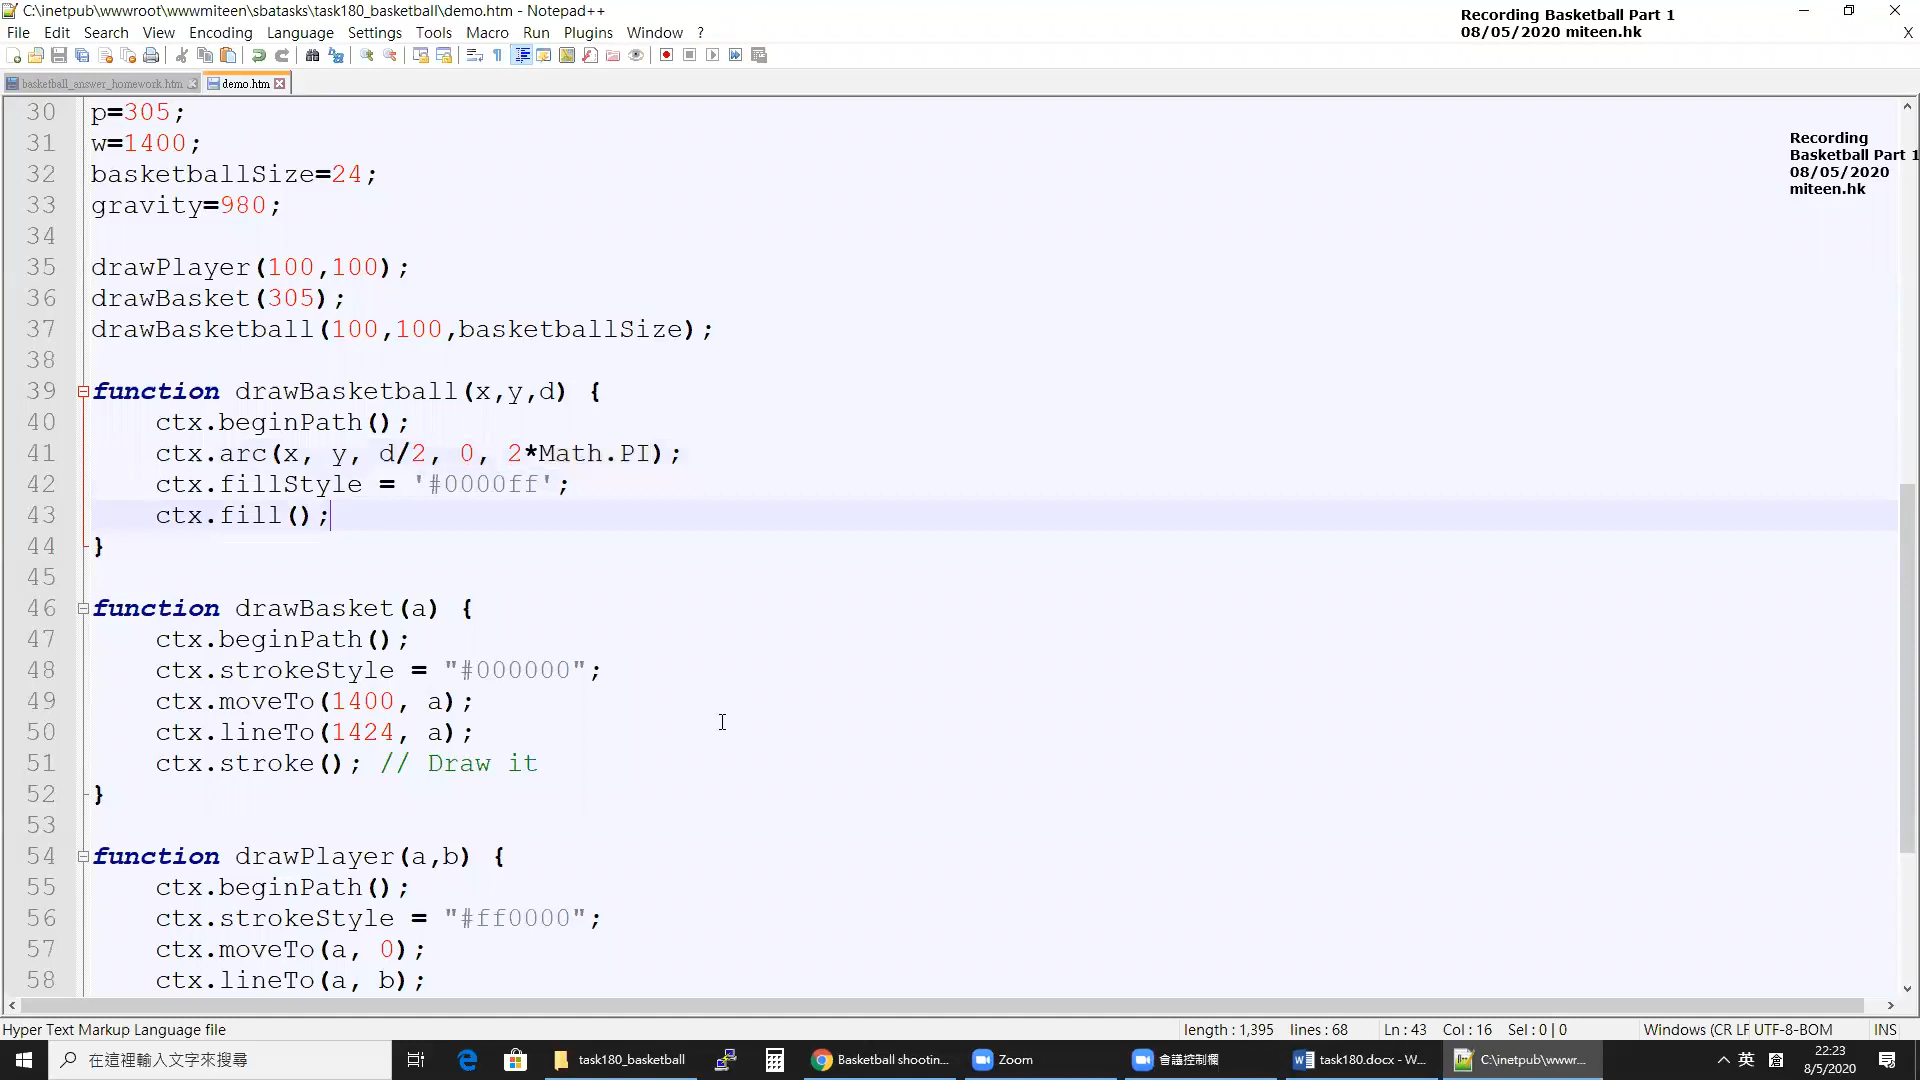 C:\inetpub\wwwroot\wwwmiteen\sbatasks\task180_basketball\demo.htm - Notepad++
Recording Basketball Part 1
08/05/2020 miteen.hk
File Edit Search View Encoding Language Settings Tools Macro Run Plugins Window ? X
basketball_answer_homework.htm demo.htm
Recording
Basketball Part 1
08/05/2020
miteen.hk
30 p=305;
31 w=1400;
32 basketballSize=24;
33 gravity=980;
34
35 drawPlayer(100,100);
36 drawBasket(305);
37 drawBasketball(100,100,basketballSize);
38
39 function drawBasketball(x,y,d) {
40 ctx.beginPath();
41 ctx.arc(x, y, d/2, 0, 2*Math.PI);
42 ctx.fillStyle = '#0000ff';
43 ctx.fill();
44 }
45
46 function drawBasket(a) {
47 ctx.beginPath();
48 ctx.strokeStyle = "#000000";
49 ctx.moveTo(1400, a);
50 ctx.lineTo(1424, a);
51 ctx.stroke(); // Draw it
52 }
53
54 function drawPlayer(a,b) {
55 ctx.beginPath();
56 ctx.strokeStyle = "#ff0000";
57 ctx.moveTo(a, 0);
58 ctx.lineTo(a, b);
Hyper Text Markup Language file length : 1,395 lines : 68 Ln : 43 Col : 16 Sel : 0 | 0 Windows (CR LF UTF-8-BOM INS
在這裡輸入文字來搜尋 task180_basketball Basketball shootin... Zoom 會議控制欄 task180.docx - W... C:\inetpub\wwwr... 英 倉 22:23
8/5/2020